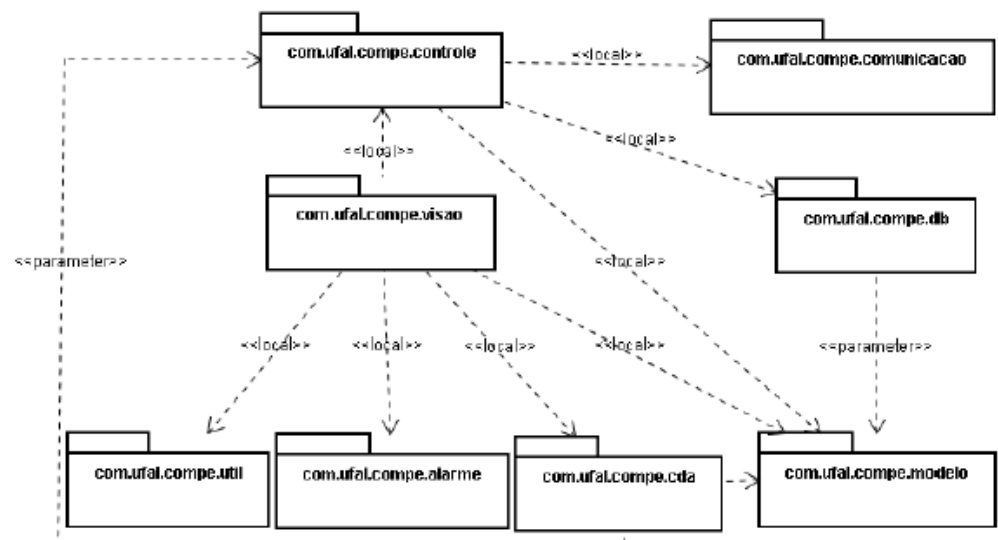 com.ufal.compe.controle
<<local>>
com.ufal.compe.comunicacao
<<local>>
<<local>>
com.ufal.compe.visao
com.ufal.compe.db
<<parameter>>
<<local>>
<<local>>
<<local>>
<<local>>
<<local>>
<<parameter>>
com.ufal.compe.util
com.ufal.compe.alarme
com.ufal.compe.cda
com.ufal.compe.modelo